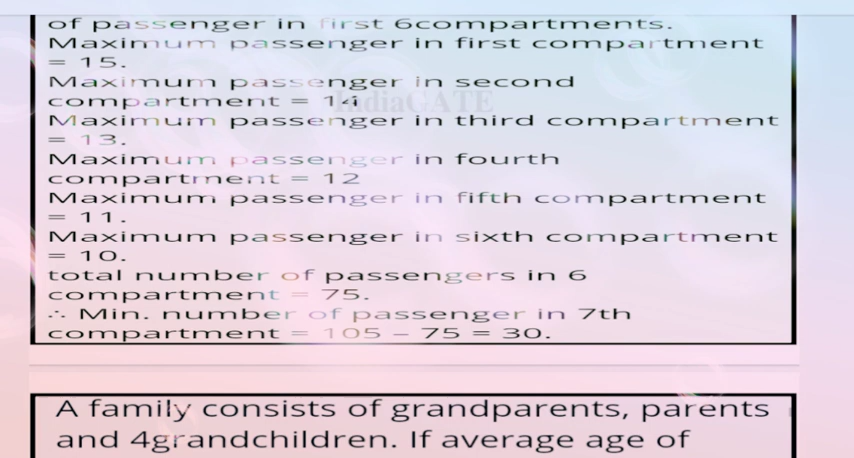 of passenger in first 6compartments.
Maximum passenger in first compartment
= 15.
Maximum passenger in second
compartment = 14
IndiaGATE
Maximum passenger in third compartment
= 13.
Maximum passenger in fourth
compartment = 12
Maximum passenger in fifth compartment
= 11.
Maximum passenger in sixth compartment
= 10.
total number of passengers in 6
compartment = 75.
∴ Min. number of passenger in 7th
compartment = 105 – 75 = 30.
A family consists of grandparents, parents
and 4grandchildren. If average age of